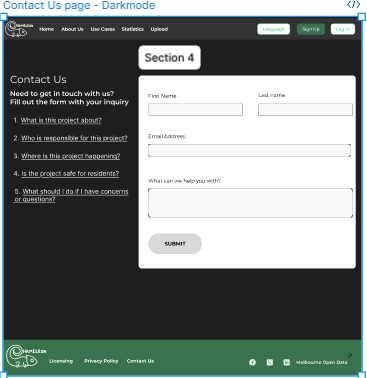 Contact Us page - Darkmode
</>
HAMELEON
Home About Us Use Cases Statistics Upload
Language Sign Up Log In
Section 4
Contact Us
Need to get in touch with us?
Fill out the form with your inquiry
1. What is this project about?
2. Who is responsible for this project?
3. Where is this project happening?
4. Is the project safe for residents?
5. What should I do if I have concerns
or questions?
First Name
Last name
Email Address
What can we help you with?
SUBMIT
HAMELEON
Licensing Privacy Policy Contact Us
Melbourne Open Data